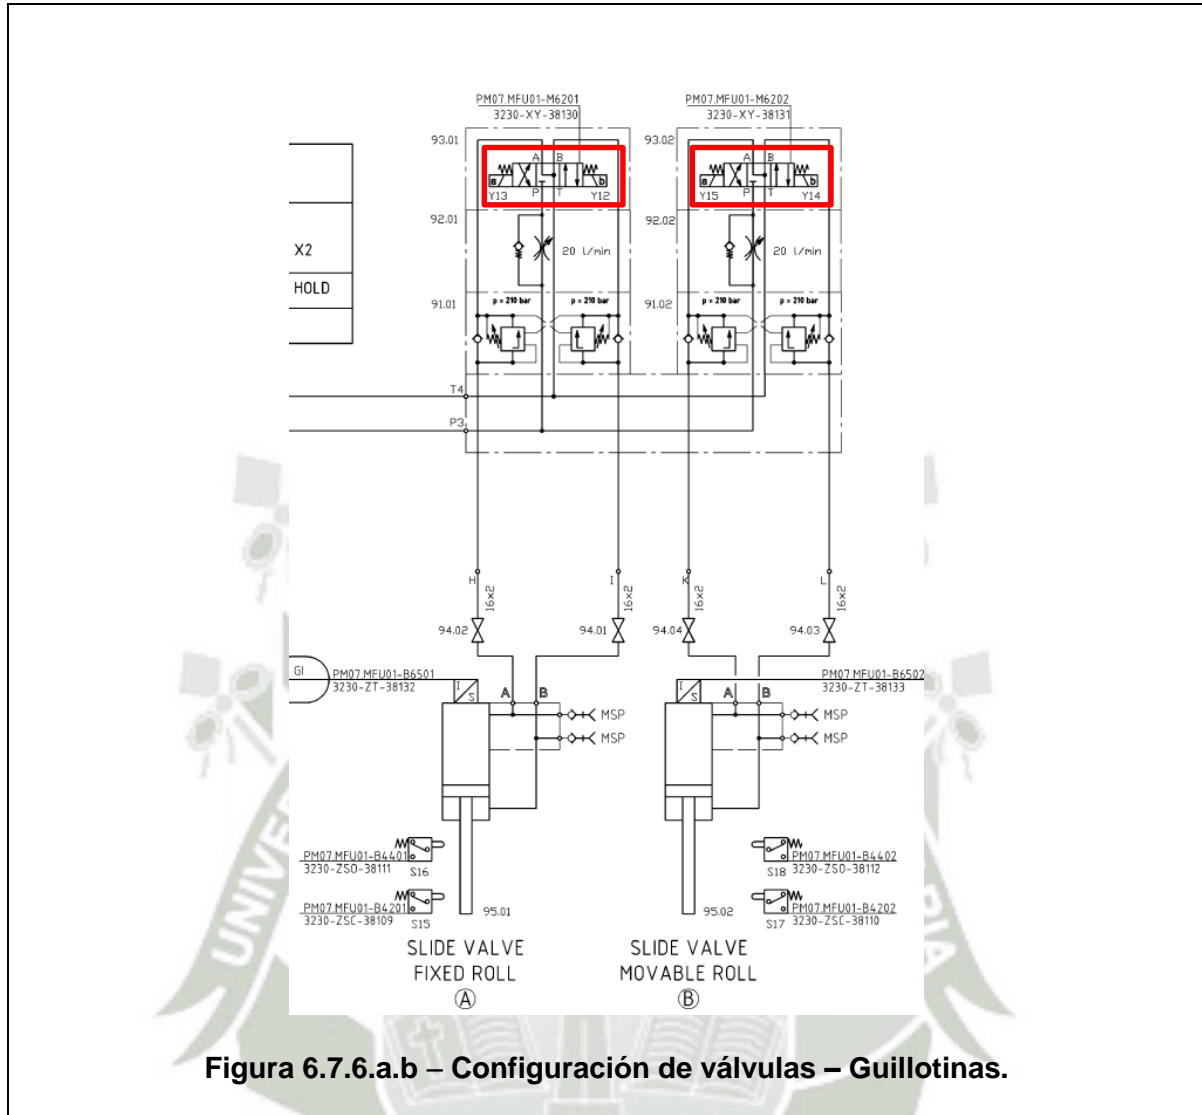 PM07.MFU01-M6201 PM07.MFU01-M6202
3230-XY-38130 3230-XY-38131
93.01 A B 93.02 A B
a b a b
Y13 P T Y12 Y15 P T Y14
92.01 92.02
X2 20 l/min 20 l/min
HOLD
91.01 p = 210 bar p = 210 bar 91.02 p = 210 bar p = 210 bar
T4
P3
H I K L
16x2 16x2 16x2 16x2
94.02 94.01 94.04 94.03
GI PM07.MFU01-B6501 I PM07.MFU01-B6502
3230-ZT-38132 S A B I S A B 3230-ZT-38133
MSP MSP
MSP MSP
PM07.MFU01-B4401 PM07.MFU01-B4402
3230-ZSO-38111 S16 S18 3230-ZSO-38112
PM07.MFU01-B4201 PM07.MFU01-B4202
3230-ZSC-38109 S15 95.01 95.02 S17 3230-ZSC-38110
SLIDE VALVE SLIDE VALVE
FIXED ROLL MOVABLE ROLL
A B
Figura 6.7.6.a.b – Configuración de válvulas – Guillotinas.